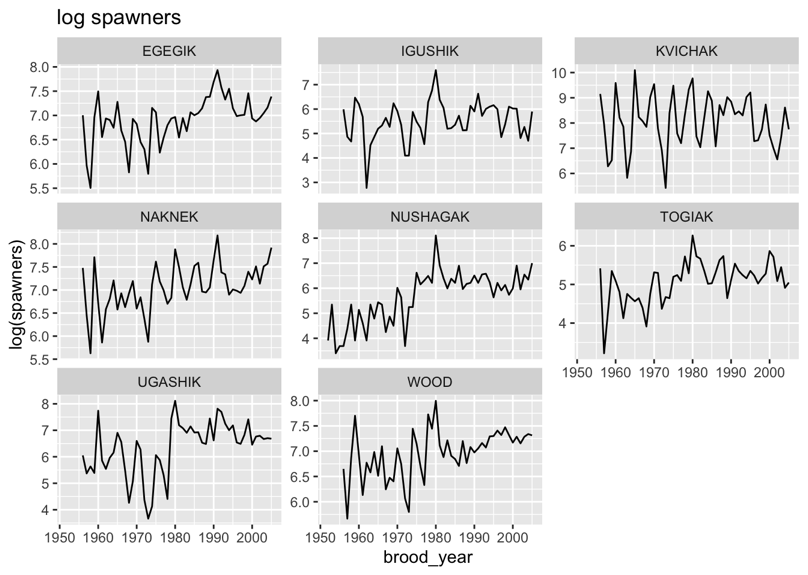 log spawners
EGEGIK
IGUSHIK
KVICHAK
8.0
7.5
7.0
6.5
6.0
5.5
7
6
5
4
3
10
9
8
7
6
NAKNEK
NUSHAGAK
TOGIAK
8.0
7.5
7.0
6.5
6.0
5.5
8
7
6
5
4
6
5
4
1950 1960 1970 1980 1990 2000
UGASHIK
WOOD
8
7
6
5
4
8.0
7.5
7.0
6.5
6.0
1950 1960 1970 1980 1990 2000
1950 1960 1970 1980 1990 2000
log(spawners)
brood_year